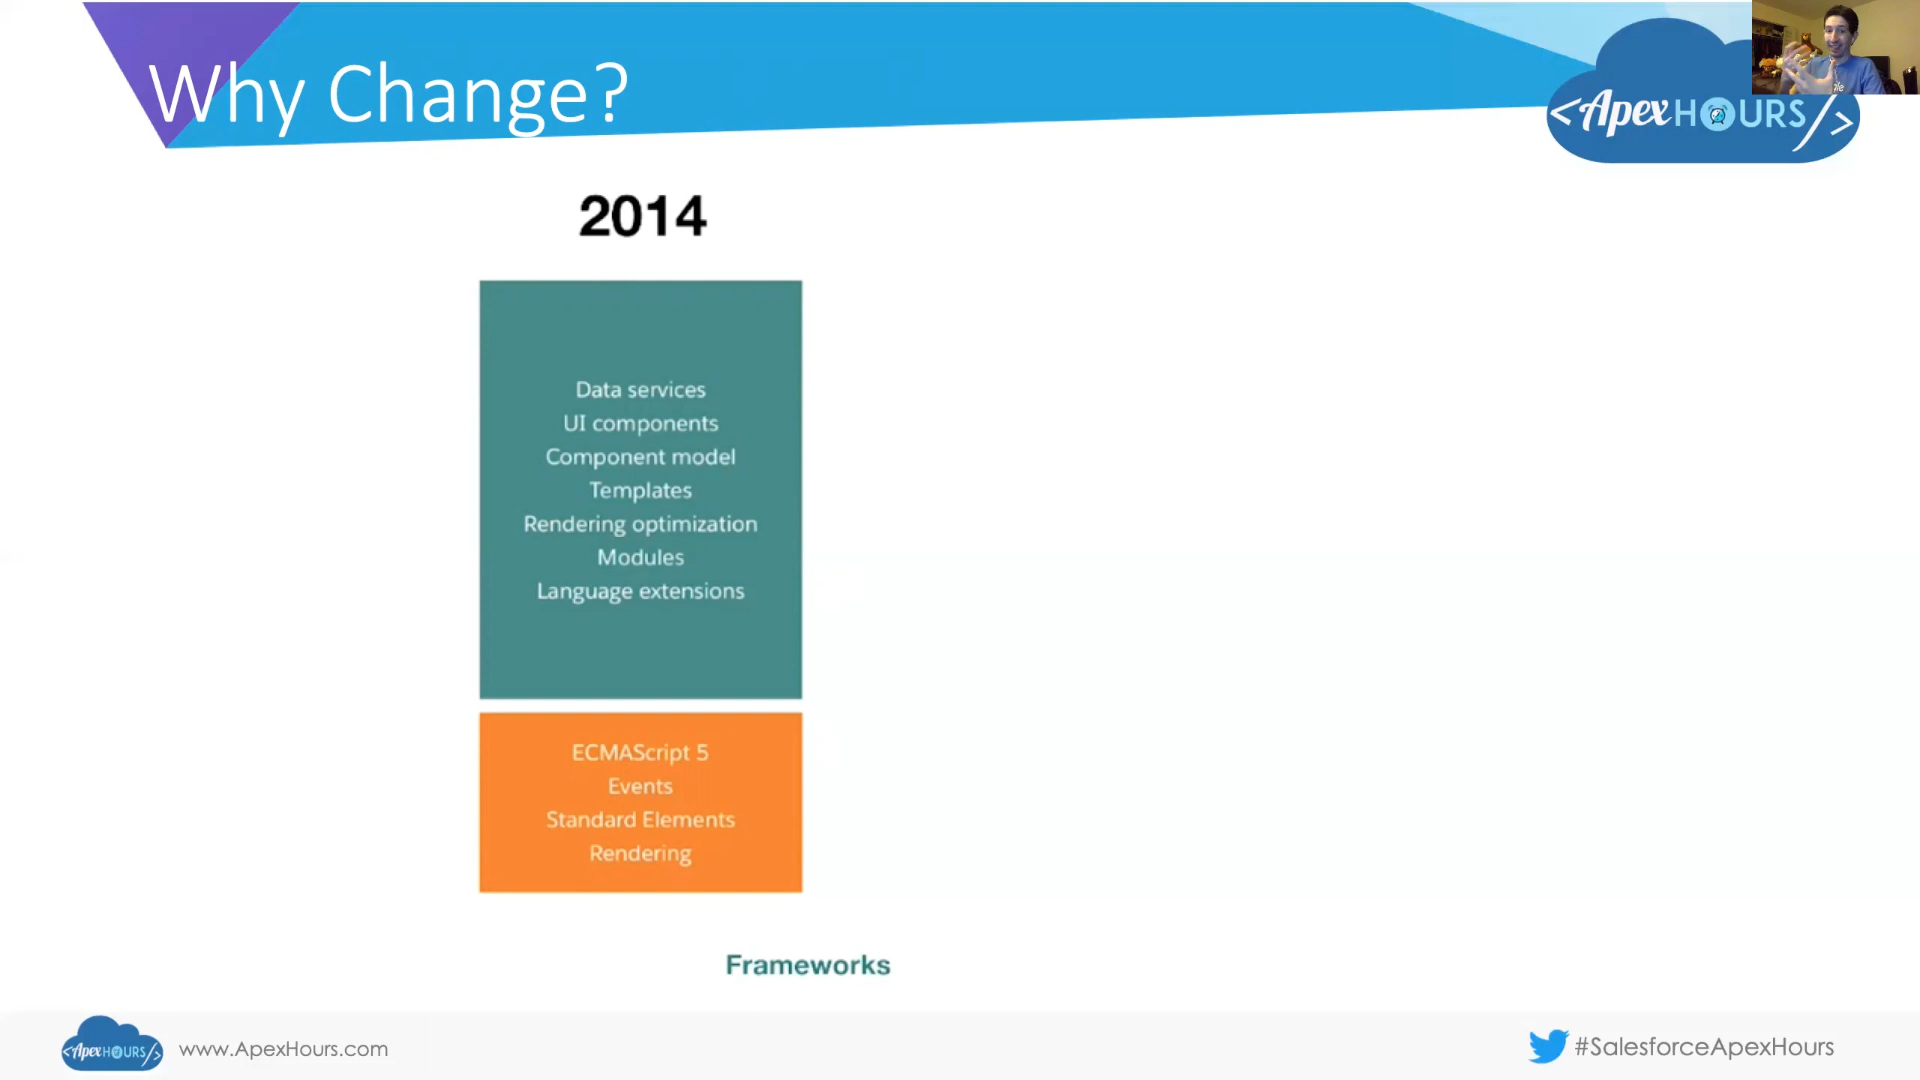 Why Change?
<ApexHOURS/>
2014
Data services
UI components
Component model
Templates
Rendering optimization
Modules
Language extensions
ECMAScript 5
Events
Standard Elements
Rendering
Frameworks
<ApexHOURS/>
www.ApexHours.com
#SalesforceApexHours